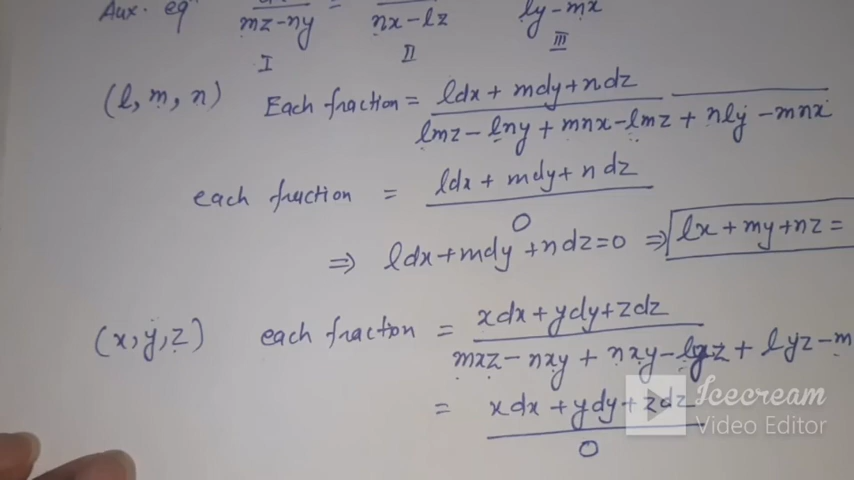 Aux. eqⁿ
mz-ny = nx-lz ly-mx
I II III
(l, m, n) Each fraction = ldx + mdy + ndz
lmz - lny + mnx - lmz + nly - mnx
each fraction = ldx + mdy + ndz
0
⇒ ldx + mdy + ndz = 0 ⇒ lx + my + nz =
(x, y, z) each fraction = xdx + ydy + zdz
mxz - nxy + nxy - lyz + lyz - m
= xdx + ydy + zdz
0
Icecream
Video Editor